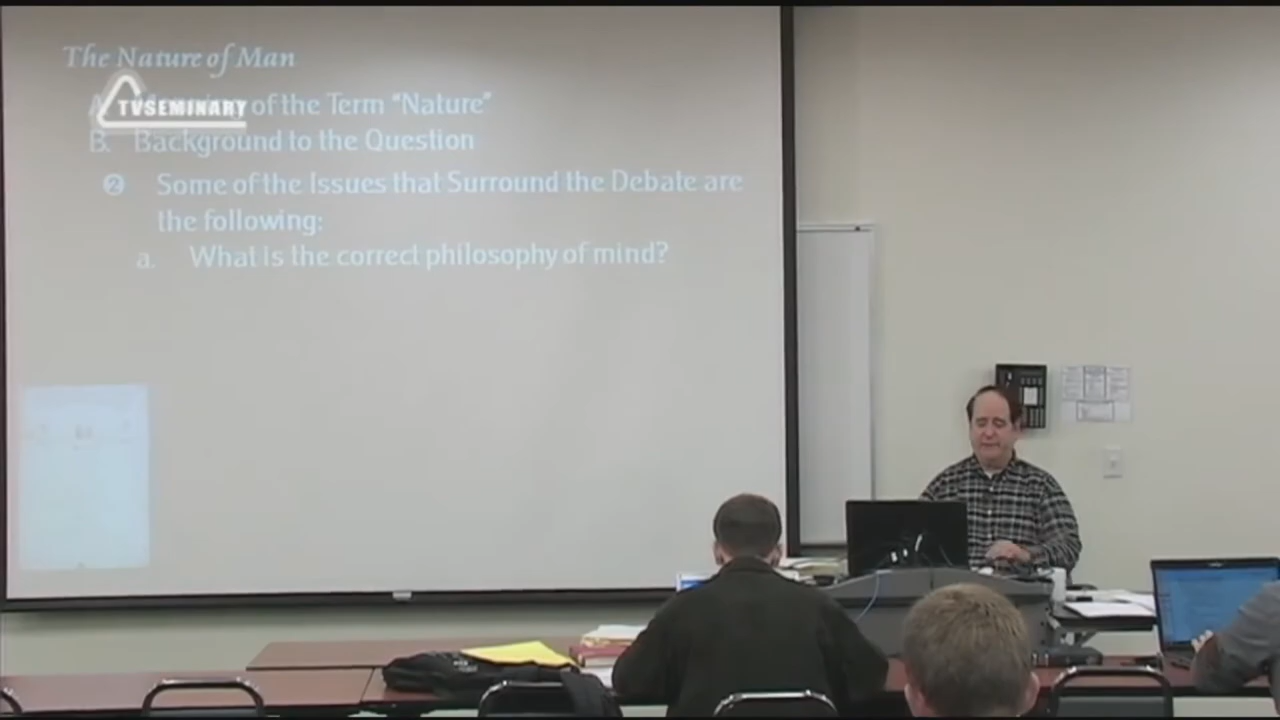 The Nature of Man
TVSEMINARY
of the Term “Nature”
B. Background to the Question
2 Some of the Issues that Surround the Debate are
the following:
a. What is the correct philosophy of mind?